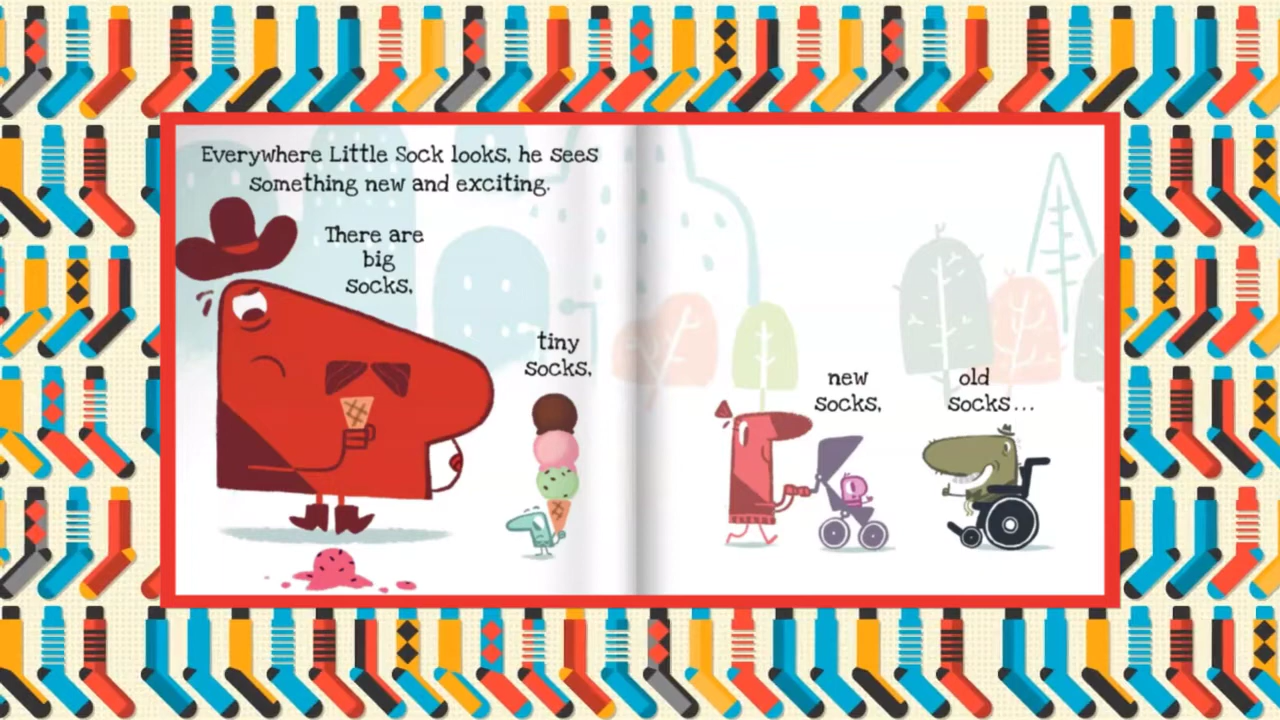 Everywhere Little Sock looks, he sees
something new and exciting.
There are
big
socks,
tiny
socks,
new
socks,
old
socks...